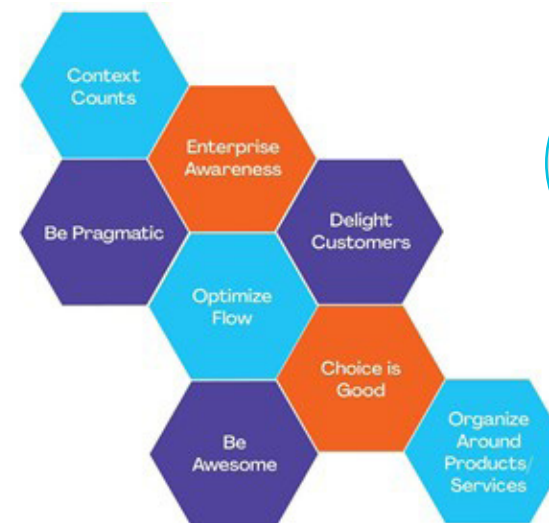 Context
Counts
Enterprise
Awareness
Be Pragmatic
Delight
Customers
Optimize
Flow
Choice is
Good
Be
Awesome
Organize
Around
Products/
Services